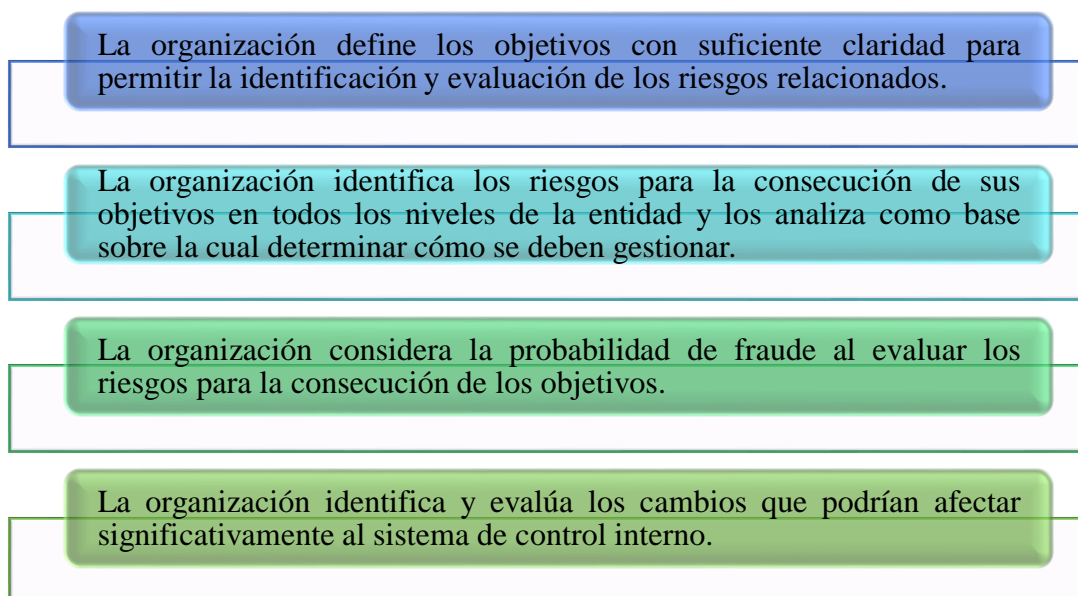 La organización define los objetivos con suficiente claridad para
permitir la identificación y evaluación de los riesgos relacionados.
La organización identifica los riesgos para la consecución de sus
objetivos en todos los niveles de la entidad y los analiza como base
sobre la cual determinar cómo se deben gestionar.
La organización considera la probabilidad de fraude al evaluar los
riesgos para la consecución de los objetivos.
La organización identifica y evalúa los cambios que podrían afectar
significativamente al sistema de control interno.